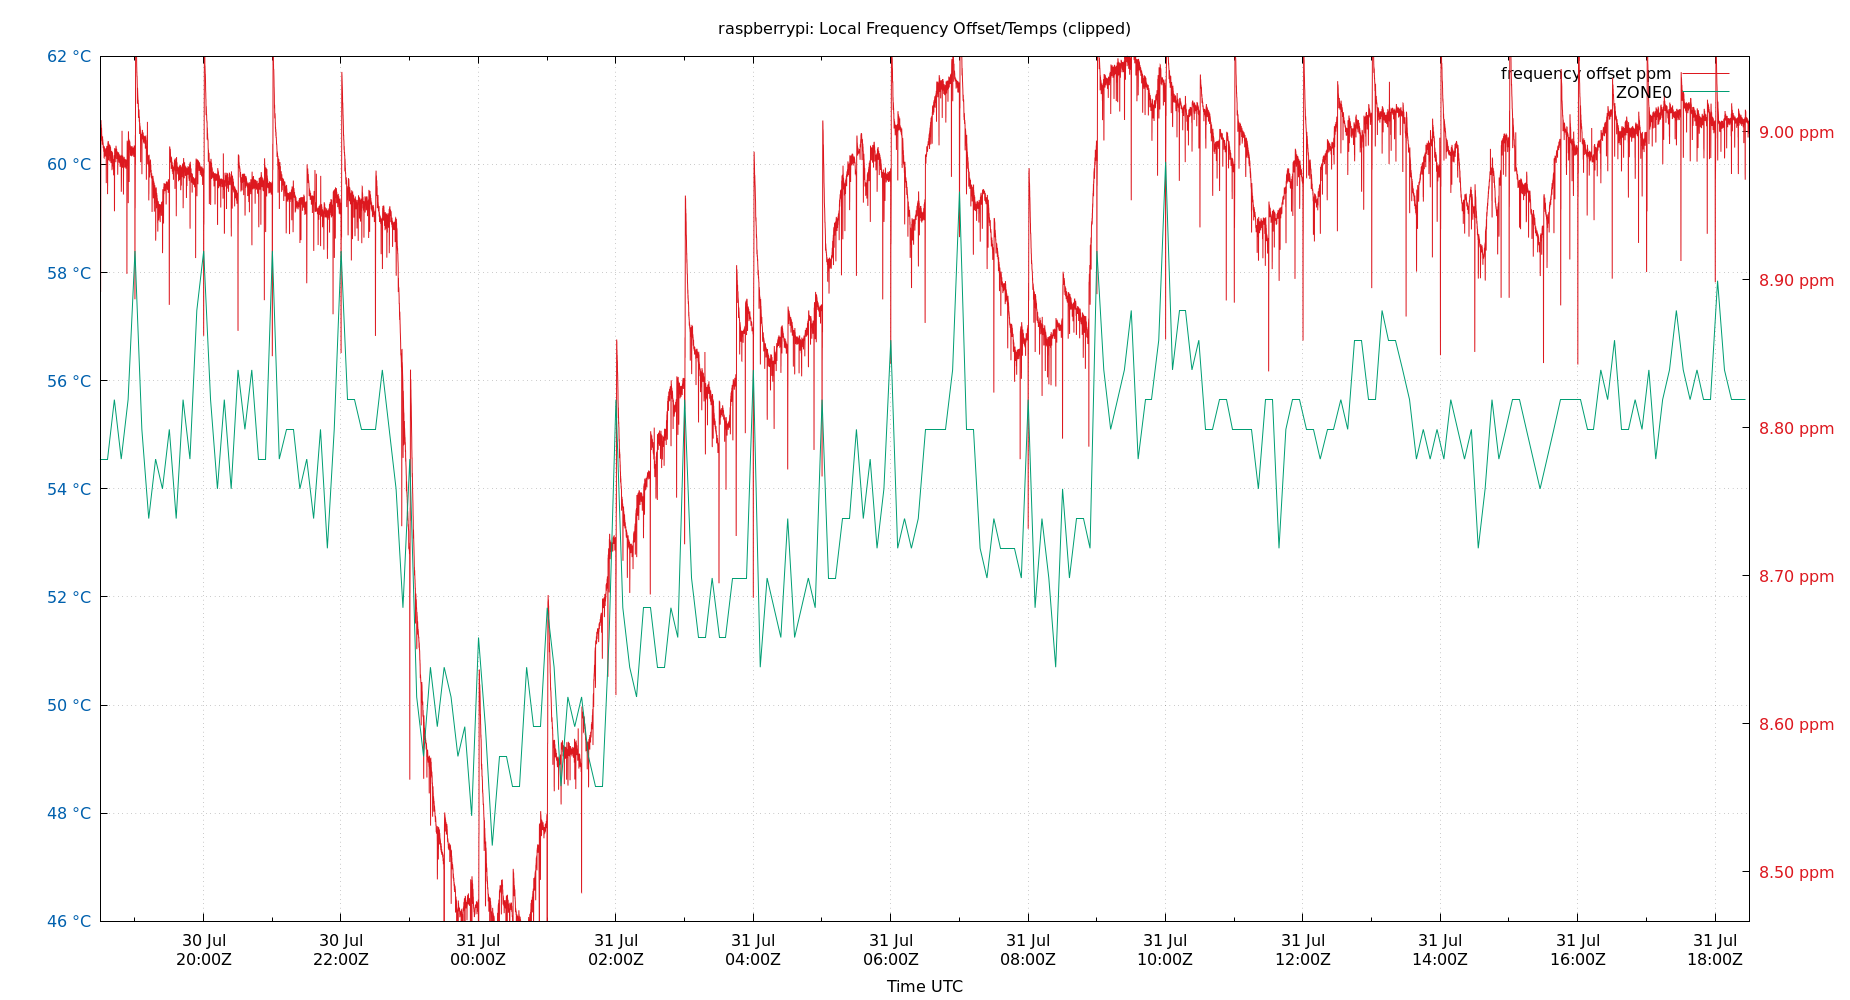 raspberrypi: Local Frequency Offset/Temps (clipped)
62 °C
60 °C
58 °C
56 °C
54 °C
52 °C
50 °C
48 °C
46 °C
frequency offset ppm
ZONE0
9.00 ppm
8.90 ppm
8.80 ppm
8.70 ppm
8.60 ppm
8.50 ppm
30 Jul
20:00Z
30 Jul
22:00Z
31 Jul
00:00Z
31 Jul
02:00Z
31 Jul
04:00Z
31 Jul
06:00Z
31 Jul
08:00Z
31 Jul
10:00Z
31 Jul
12:00Z
31 Jul
14:00Z
31 Jul
16:00Z
31 Jul
18:00Z
Time UTC